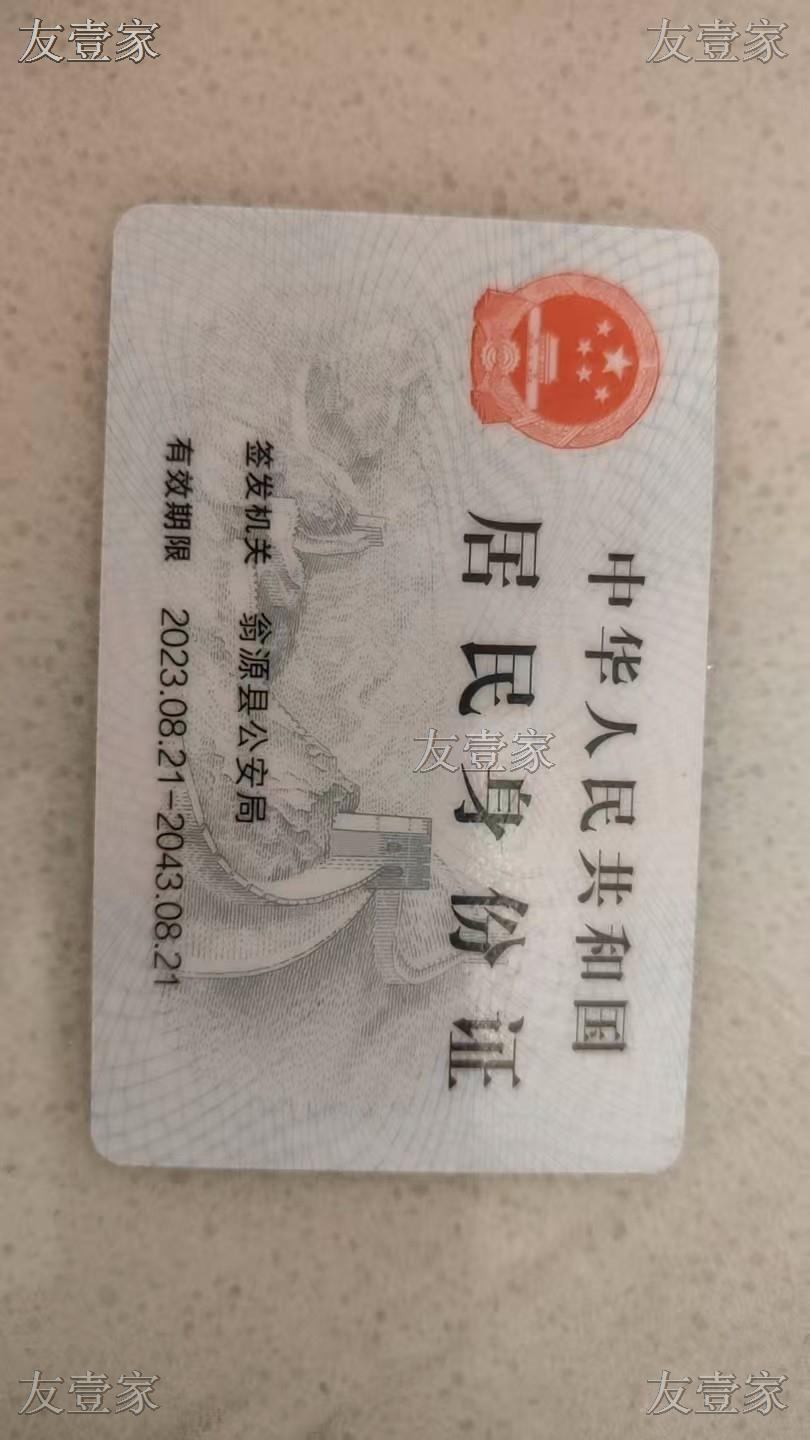 友壹家 友壹家
中华人民共和国
居民身份证
签发机关 翁源县公安局
有效期限 2023.08.21-2043.08.21
友壹家
友壹家 友壹家